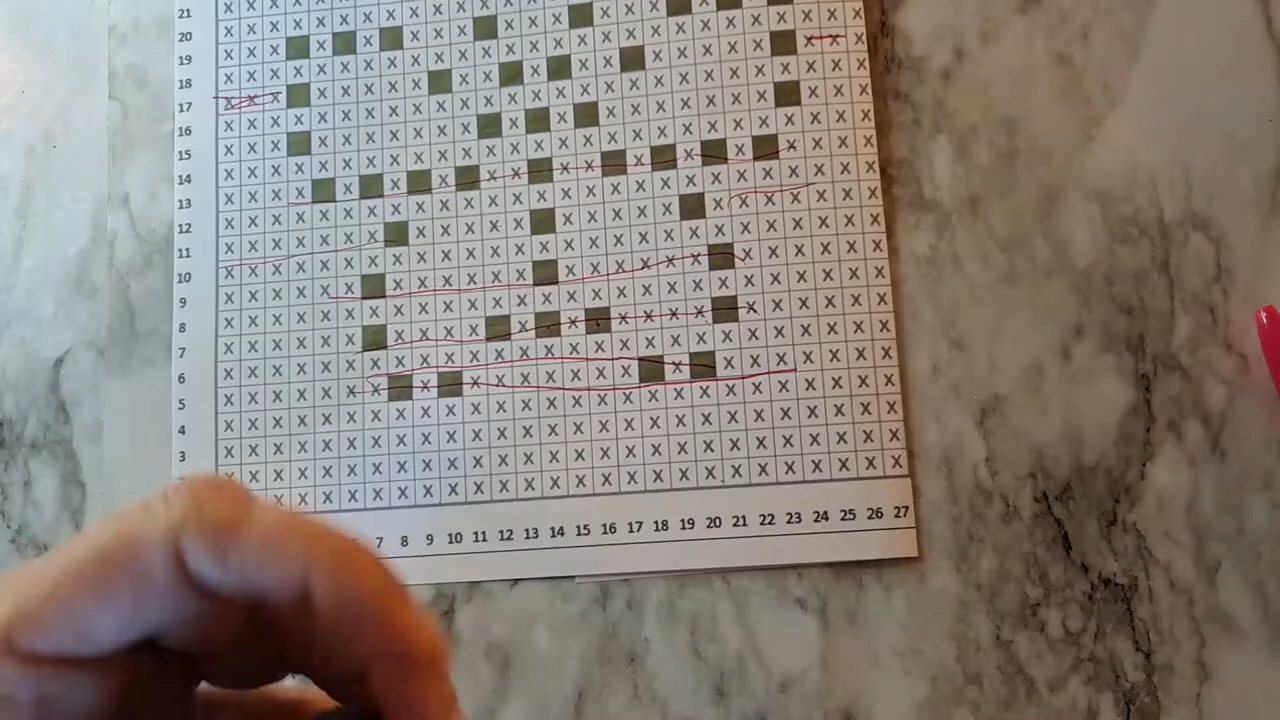 21
20 X X X X X X X X X X X X X X X X X X X X X X X X X X X
19 X X X X X X X X X X X X X X X X X X X
18 X X X X X X X X X X X X X X X X X X X X X X X X X X X
17 X X X X X X X X X X X X X X X X X X X X X
16 X X X X X X X X X X X X X X X X X X X X X X X X X X X
15 X X X X X X X X X X X X X X X X X X X X X X
14 X X X X X X X X X X X X X X X X X X X X X X X X X X X
13 X X X X X X X X X X X X X X X X X X
12 X X X X X X X X X X X X X X X X X X X X X X X X X X X
11 X X X X X X X X X X X X X X X X X X X X X X X X
10 X X X X X X X X X X X X X X X X X X X X X X X X X X X
9 X X X X X X X X X X X X X X X X X X X X X X X X
8 X X X X X X X X X X X X X X X X X X X X X X X X X X X
7 X X X X X X X X X X X X X X X X X X X X X X
6 X X X X X X X X X X X X X X X X X X X X X X X X X X X
5 X X X X X X X X X X X X X X X X X X X X X X X
4 X X X X X X X X X X X X X X X X X X X X X X X X X X X
3 X X X X X X X X X X X X X X X X X X X X X X X X X X X
X X X X X X X X X X X X X X X X X X X X X X X X X X X
X X X X X X X X X X X X X X X X X X X X X X X X
7 8 9 10 11 12 13 14 15 16 17 18 19 20 21 22 23 24 25 26 27